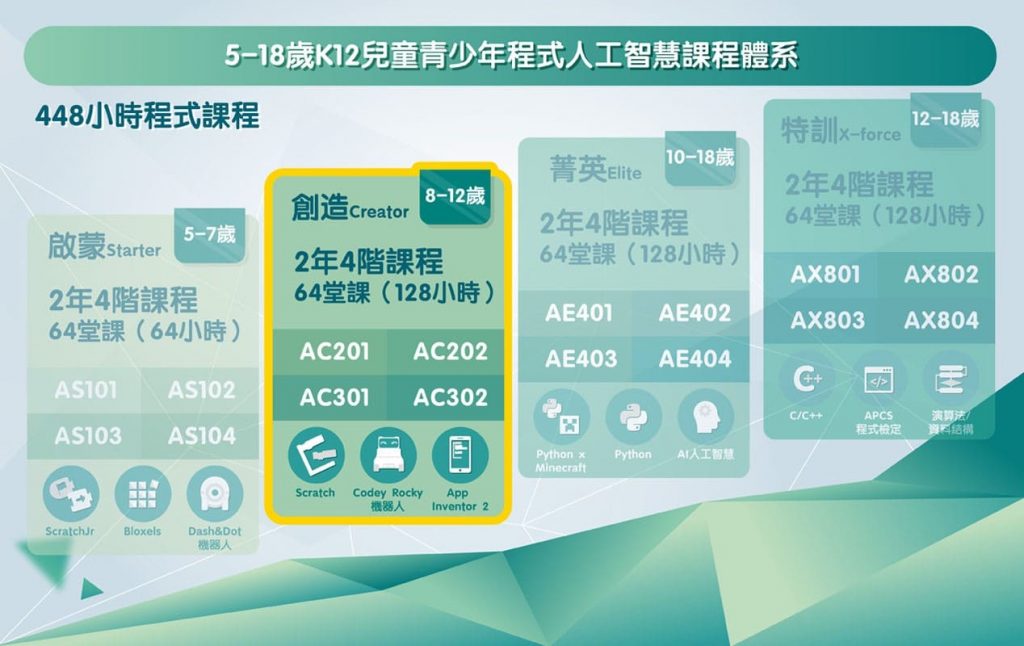 5-18歲K12兒童青少年程式人工智慧課程體系
448小時程式課程
啟蒙Starter
5-7歲
2年4階課程
64堂課（64小時）
AS101 AS102
AS103 AS104
ScratchJr
Bloxels
Dash&Dot
機器人
創造Creator
8-12歲
2年4階課程
64堂課（128小時）
AC201 AC202
AC301 AC302
Scratch
Codey Rocky
機器人
App
Inventor 2
菁英Elite
10-18歲
2年4階課程
64堂課（128小時）
AE401 AE402
AE403 AE404
Python x
Minecraft
Python
AI人工智慧
特訓X-force
12-18歲
2年4階課程
64堂課（128小時）
AX801 AX802
AX803 AX804
C++
C/C++
</>
APCS
程式檢定
演算法/
資料結構